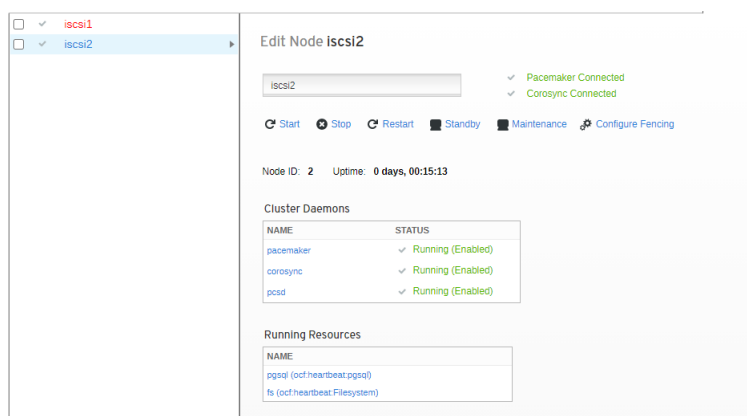 iscsi1
iscsi2
Edit Node iscsi2
iscsi2
Pacemaker Connected
Corosync Connected
Start Stop Restart Standby Maintenance Configure Fencing
Node ID: 2 Uptime: 0 days, 00:15:13
Cluster Daemons
NAME STATUS
pacemaker Running (Enabled)
corosync Running (Enabled)
pcsd Running (Enabled)
Running Resources
NAME
pgsql (ocf:heartbeat:pgsql)
fs (ocf:heartbeat:Filesystem)